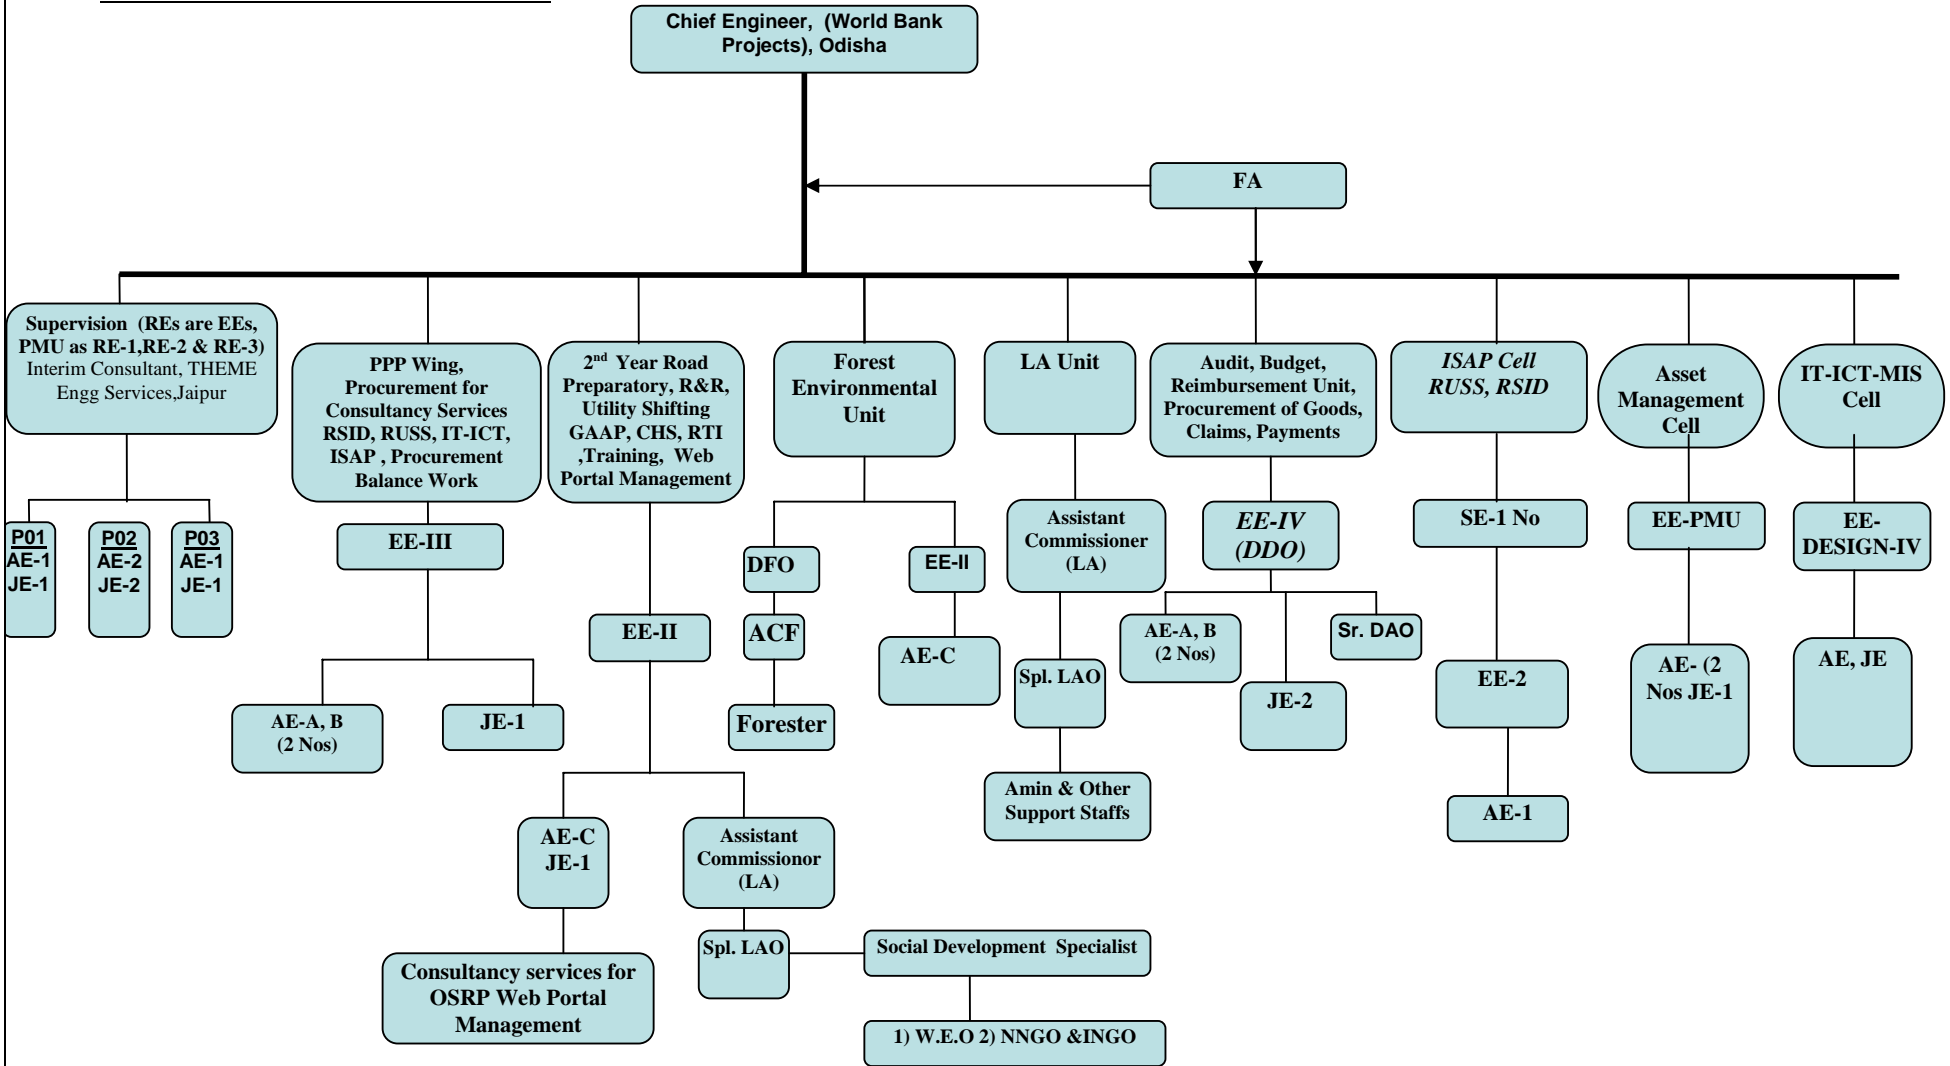 Chief Engineer, (World Bank
Projects), Odisha
FA
Supervision (REs are EEs,
PMU as RE-1,RE-2 & RE-3)
Interim Consultant, THEME
Engg Services,Jaipur
P01
AE-1
JE-1
P02
AE-2
JE-2
P03
AE-1
JE-1
PPP Wing,
Procurement for
Consultancy Services
RSID, RUSS, IT-ICT,
ISAP , Procurement
Balance Work
EE-III
AE-A, B
(2 Nos)
JE-1
2nd Year Road
Preparatory, R&R,
Utility Shifting
GAAP, CHS, RTI
,Training, Web
Portal Management
EE-II
AE-C
JE-1
Consultancy services for
OSRP Web Portal
Management
Assistant
Commissionor
(LA)
Spl. LAO
Social Development Specialist
1) W.E.O 2) NNGO &INGO
Forest
Environmental
Unit
DFO
ACF
Forester
EE-II
AE-C
LA Unit
Assistant
Commissioner
(LA)
Spl. LAO
Amin & Other
Support Staffs
Audit, Budget,
Reimbursement Unit,
Procurement of Goods,
Claims, Payments
EE-IV
(DDO)
AE-A, B
(2 Nos)
JE-2
Sr. DAO
ISAP Cell
RUSS, RSID
SE-1 No
EE-2
AE-1
Asset
Management
Cell
EE-PMU
AE- (2
Nos JE-1
IT-ICT-MIS
Cell
EE-
DESIGN-IV
AE, JE